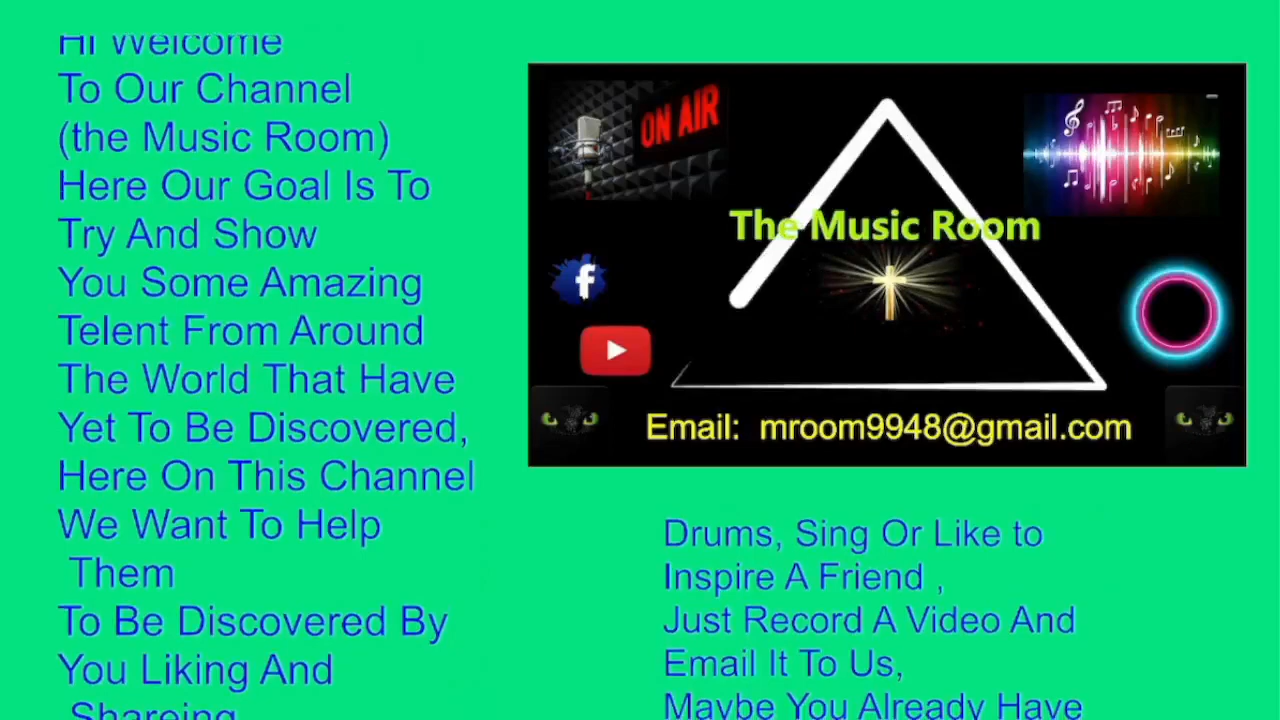 Hi Welcome
To Our Channel
(the Music Room)
Here Our Goal Is To
Try And Show
You Some Amazing
Telent From Around
The World That Have
Yet To Be Discovered,
Here On This Channel
We Want To Help
Them
To Be Discovered By
You Liking And
Shareing
ON AIR
The Music Room
f
Email: mroom9948@gmail.com
Drums, Sing Or Like to
Inspire A Friend ,
Just Record A Video And
Email It To Us,
Maybe You Already Have